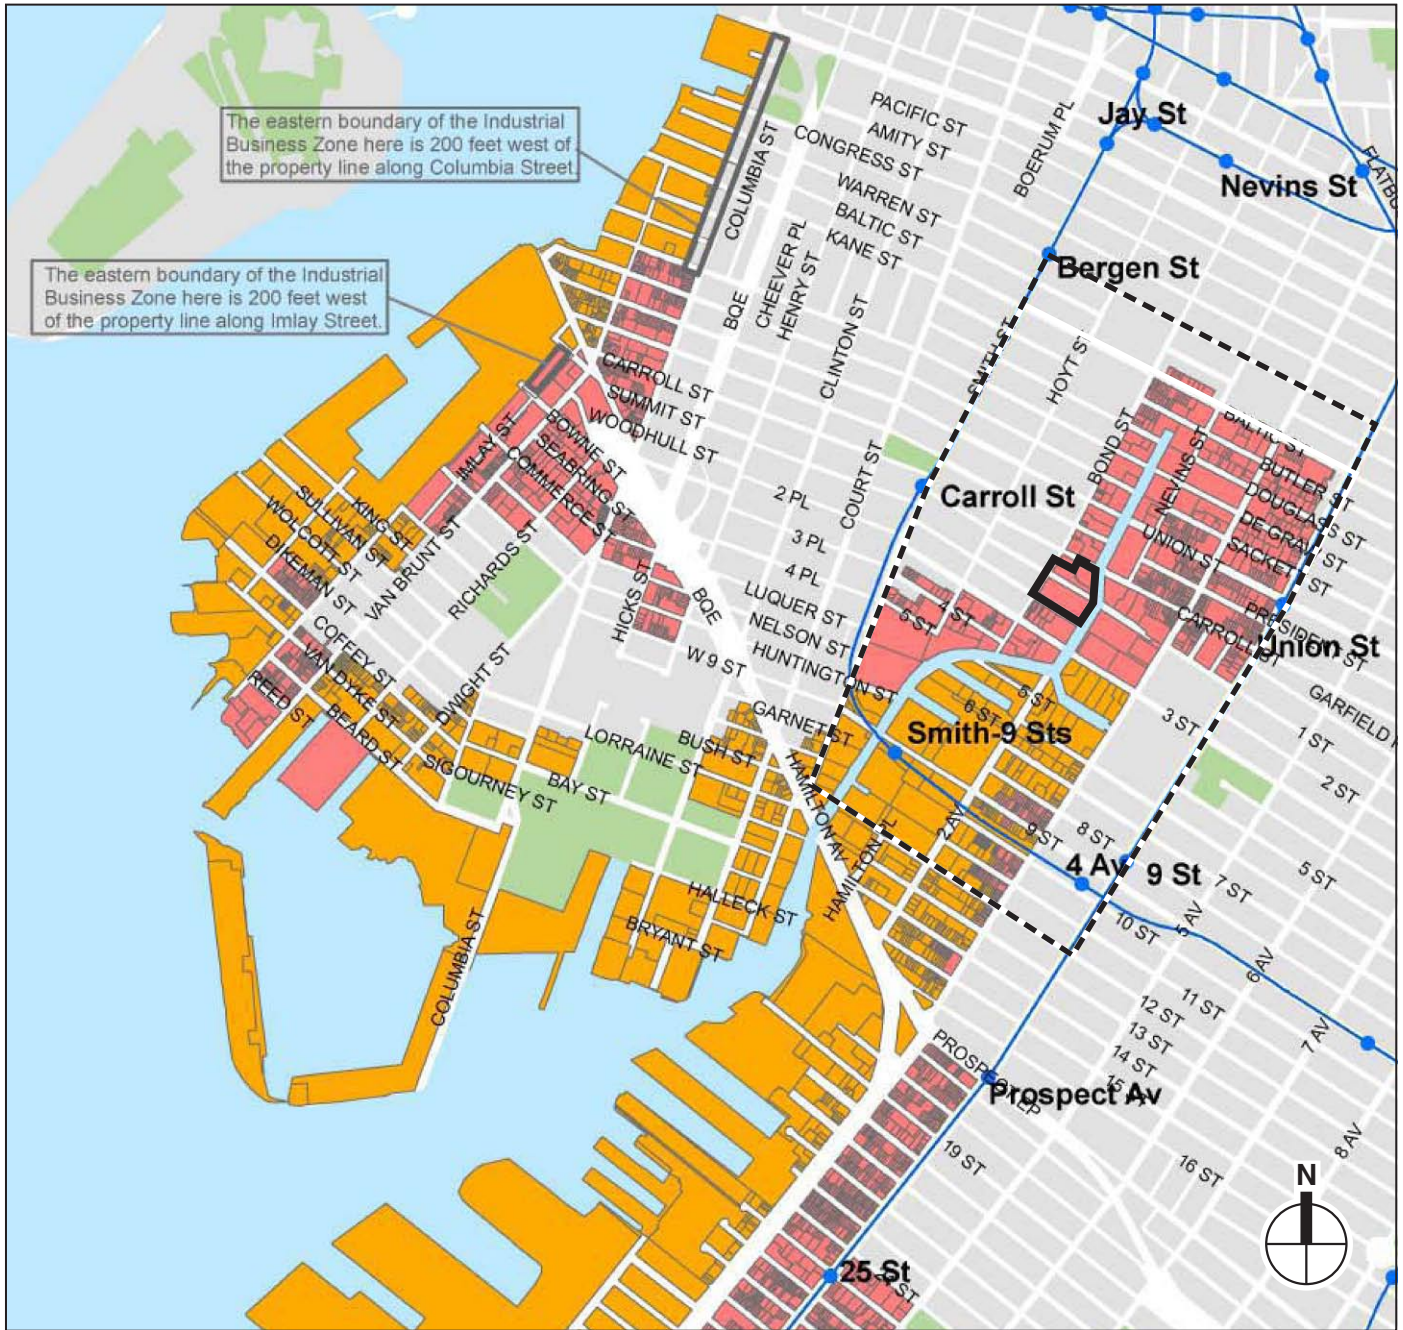 The eastern boundary of the Industrial
Business Zone here is 200 feet west of
the property line along Columbia Street.
The eastern boundary of the Industrial
Business Zone here is 200 feet west
of the property line along Imlay Street.
PACIFIC ST
AMITY ST
CONGRESS ST
WARREN ST
BALTIC ST
KANE ST
COLUMBIA ST
CHEEVER PL
HENRY ST
BQE
CLINTON ST
BOERUM PL
Jay St
Nevins St
Bergen St
SMITH ST
HOYT S
BOND ST
NEVINS ST
BALTIC ST
BUTLER ST
DOUGLASS ST
DE GRAW ST
SACKETT ST
UNION ST
PRESIDENT ST
CARROLL ST
Union St
GARFIELD
CARROLL ST
SUMMIT ST
WOODHULL ST
COURT ST
Carroll St
2 PL
3 PL
4 PL
LUQUER ST
NELSON ST
HUNTINGTON ST
W 9 ST
GARNET ST
4 ST
5 ST
5 ST
6 ST
Smith-9 Sts
3 ST
1 ST
2 ST
5 ST
7 ST
8 ST
9 ST
10 ST
2 AV
4 Av
9 St
5 AV
6 AV
7 AV
8 AV
11 ST
12 ST
13 ST
14 ST
16 ST
19 ST
PROSPECT
Prospect Av
25 St
IMLAY ST
BOWNE ST
SEABRING ST
COMMERCE ST
KING ST
SULLIVAN ST
WOLCOTT ST
DIKEMAN ST
VAN BRUNT ST
RICHARDS ST
HICKS ST
BQE
COFFEY ST
VAN DYKE ST
BEARD ST
REED ST
DWIGHT ST
SIGOURNEY ST
BAY ST
LORRAINE ST
BUSH ST
HALLECK ST
BRYANT ST
COLUMBIA ST
HAMILTON AV
HAMILTON PL
N